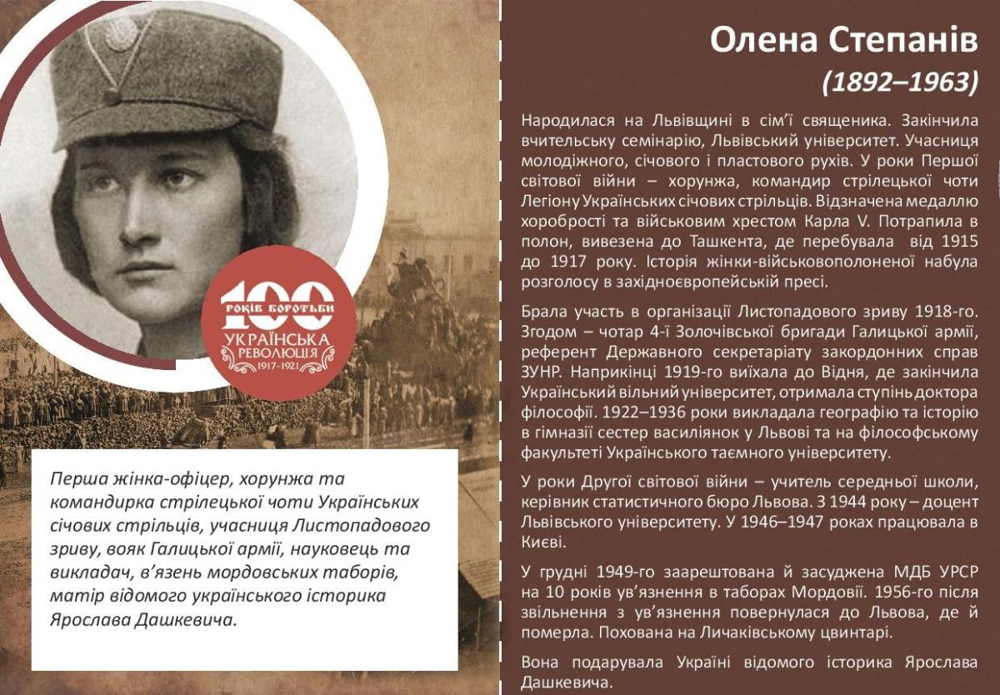 100
РОКІВ БОРОТЬБИ
УКРАЇНСЬКА
РЕВОЛЮЦІЯ
1917-1921
Перша жінка-офіцер, хорунжа та
командирка стрілецької чоти Українських
січових стрільців, учасниця Листопадового
зриву, вояк Галицької армії, науковець та
викладач, в’язень мордовських таборів,
матір відомого українського історика
Ярослава Дашкевича.
Олена Степанів
(1892–1963)
Народилася на Львівщині в сім’ї священика. Закінчила
вчительську семінарію, Львівський університет. Учасниця
молодіжного, січового і пластового рухів. У роки Першої
світової війни – хорунжа, командир стрілецької чоти
Легіону Українських січових стрільців. Відзначена медаллю
хоробрості та військовим хрестом Карла V. Потрапила в
полон, вивезена до Ташкента, де перебувала від 1915
до 1917 року. Історія жінки-військовополоненої набула
розголосу в західноєвропейській пресі.
Брала участь в організації Листопадового зриву 1918-го.
Згодом – чотар 4-ї Золочівської бригади Галицької армії,
референт Державного секретаріату закордонних справ
ЗУНР. Наприкінці 1919-го виїхала до Відня, де закінчила
Український вільний університет, отримала ступінь доктора
філософії. 1922–1936 роки викладала географію та історію
в гімназії сестер василіянок у Львові та на філософському
факультеті Українського таємного університету.
У роки Другої світової війни – учитель середньої школи,
керівник статистичного бюро Львова. З 1944 року – доцент
Львівського університету. У 1946–1947 роках працювала в
Києві.
У грудні 1949-го заарештована й засуджена МДБ УРСР
на 10 років ув’язнення в таборах Мордовії. 1956-го після
звільнення з ув’язнення повернулася до Львова, де й
померла. Похована на Личаківському цвинтарі.
Вона подарувала Україні відомого історика Ярослава
Дашкевича.